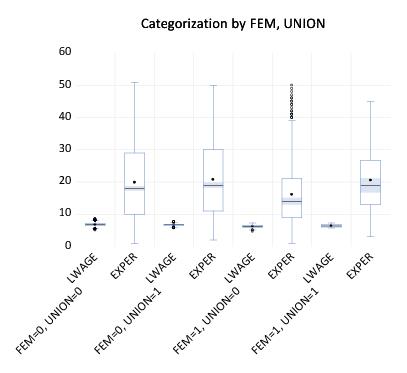 Categorization by FEM, UNION
60
50
40
30
20
10
0
LWAGE
EXPER
LWAGE
EXPER
LWAGE
EXPER
LWAGE
EXPER
FEM=0, UNION=0
FEM=0, UNION=1
FEM=1, UNION=0
FEM=1, UNION=1